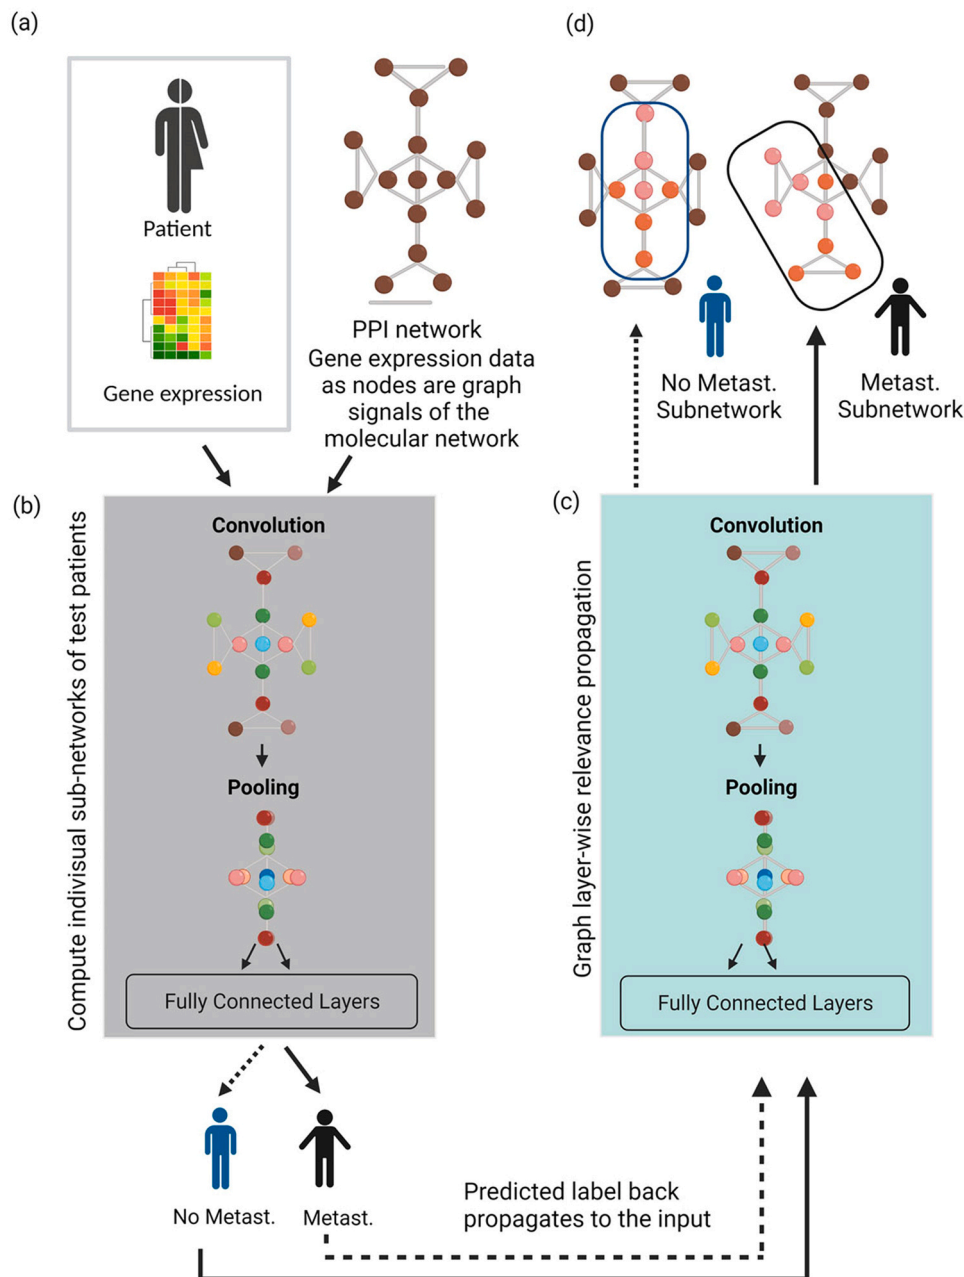 (a)
Patient
Gene expression
PPI network
Gene expression data
as nodes are graph
signals of the
molecular network
(d)
No Metast.
Subnetwork
Metast.
Subnetwork
(b)
Compute indivisual sub-networks of test patients
Convolution
Pooling
Fully Connected Layers
No Metast.
Metast.
(c)
Graph layer-wise relevance propagation
Convolution
Pooling
Fully Connected Layers
Predicted label back
propagates to the input